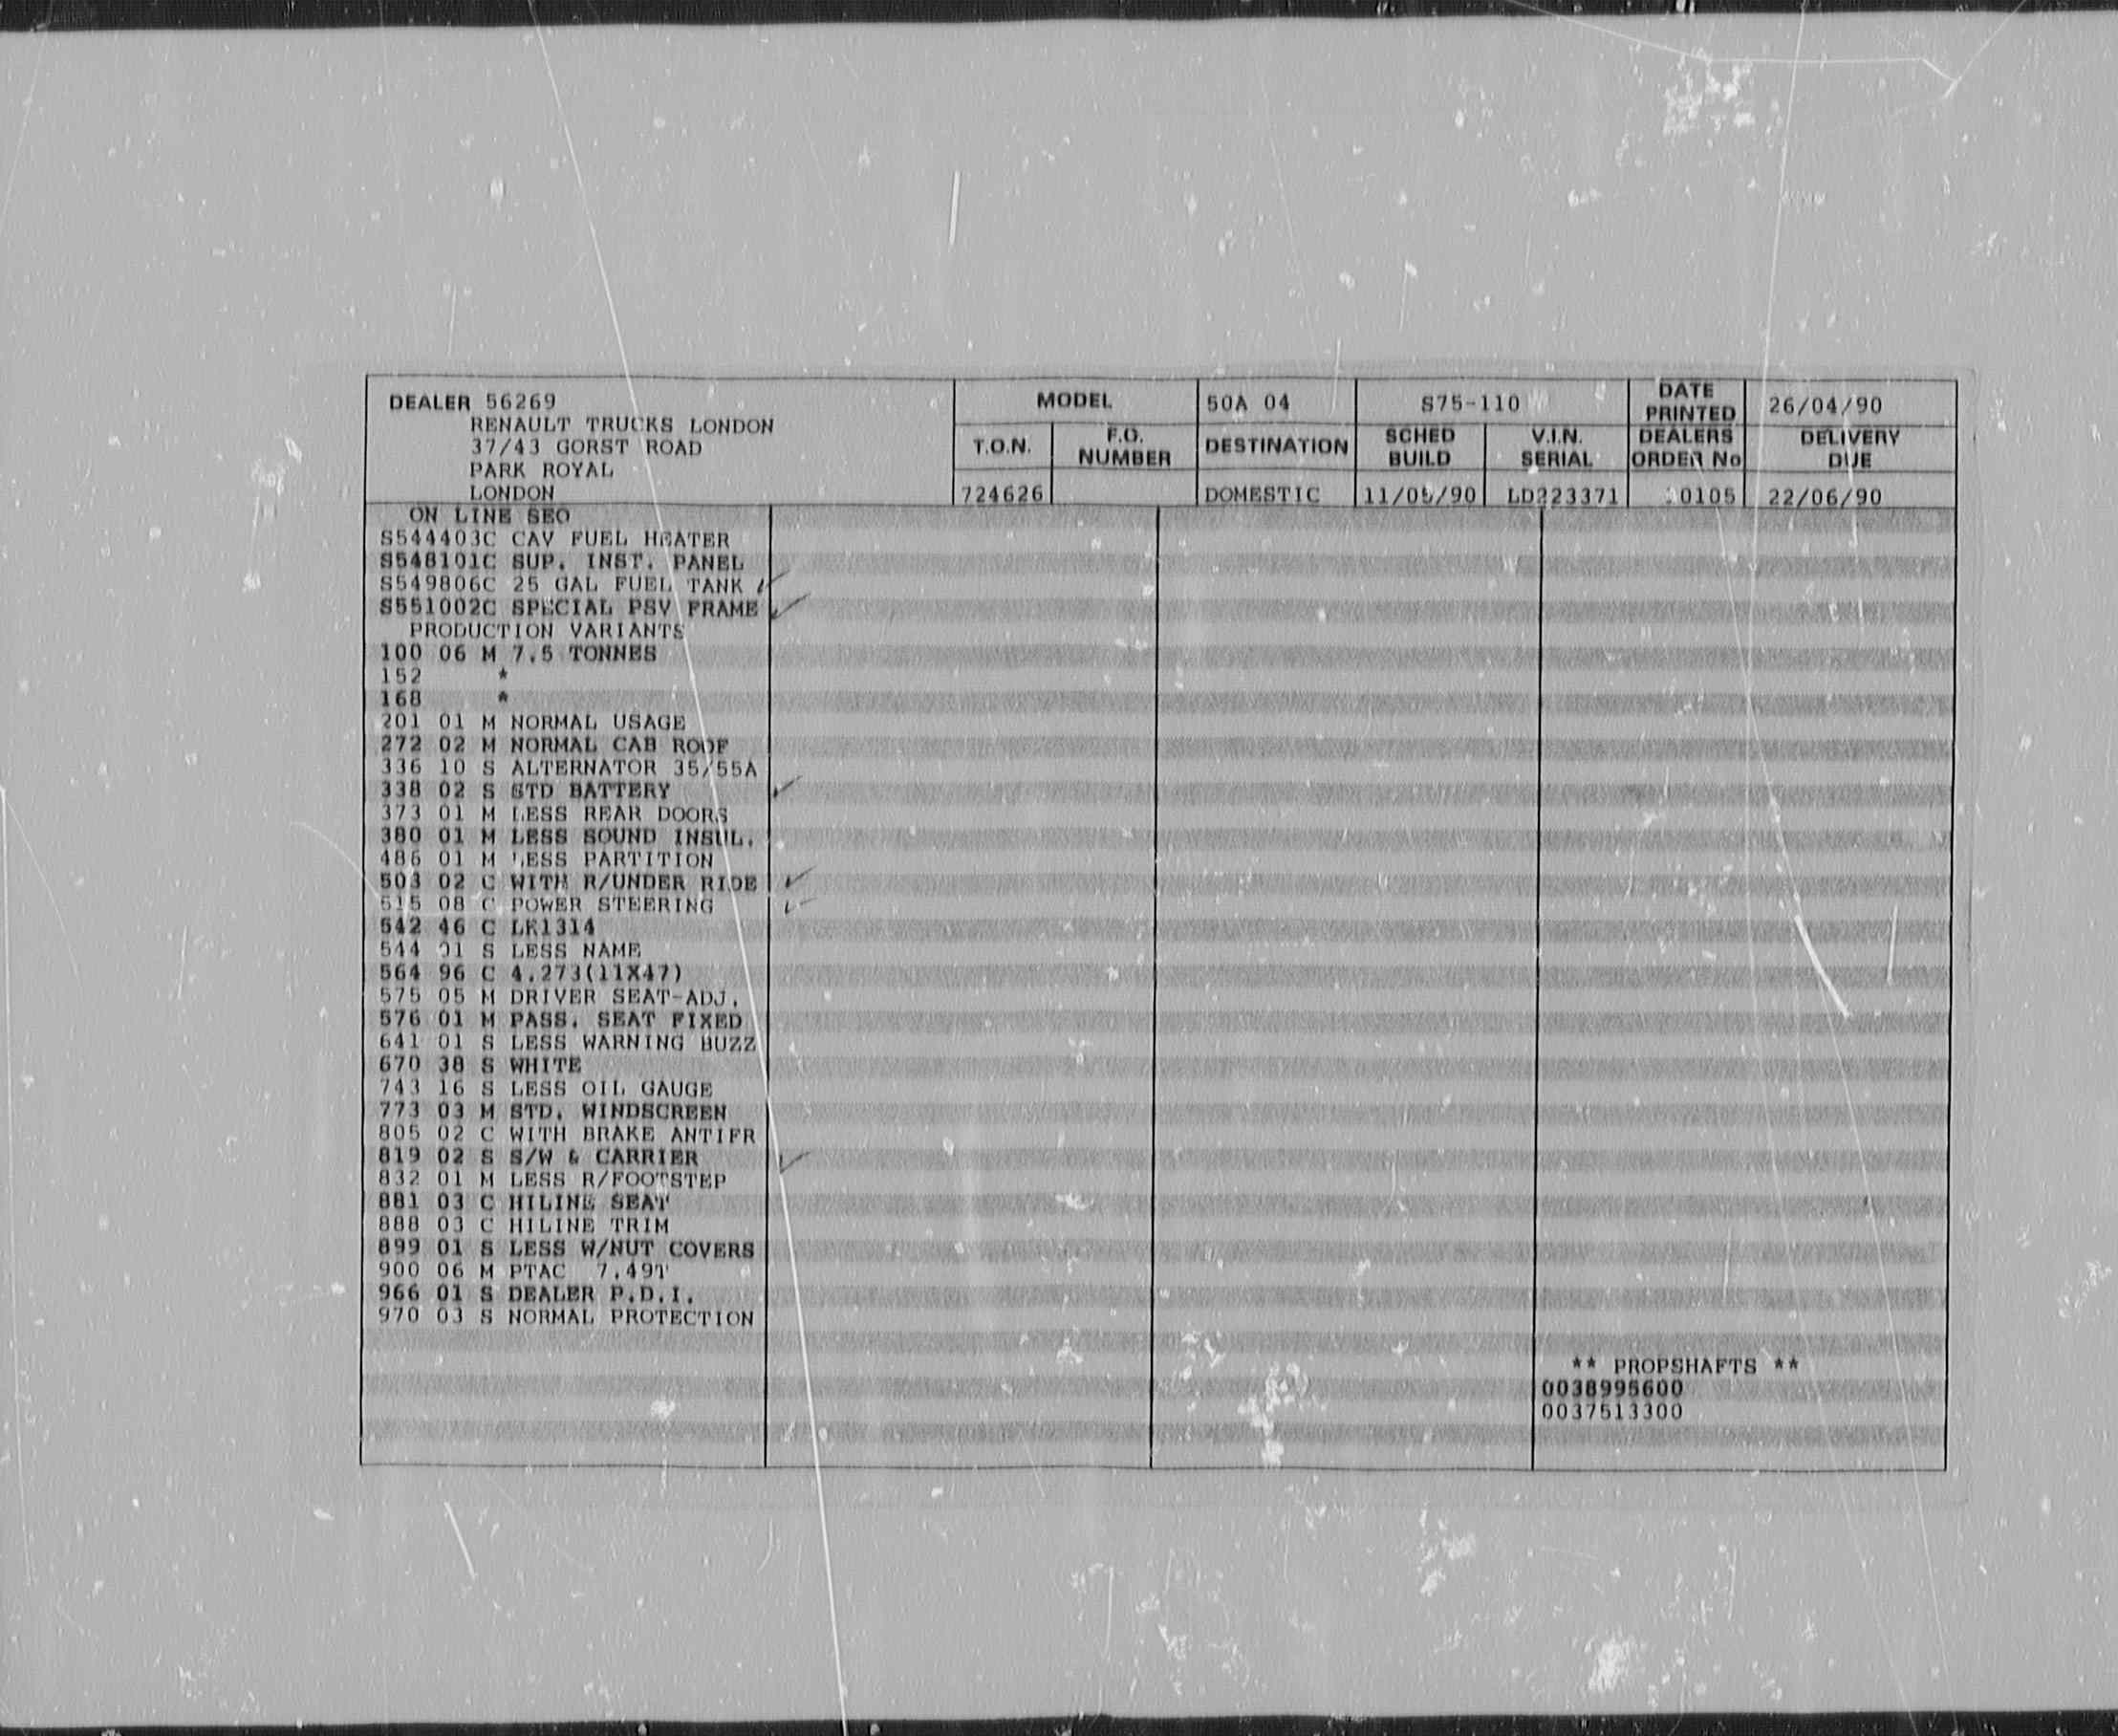 DEALER 56269
RENAULT TRUCKS LONDON
37/43 GORST ROAD
PARK ROYAL
LONDON
MODEL 50A 04 S75-110 DATE PRINTED 26/04/90
T.O.N. F.O. NUMBER DESTINATION SCHED BUILD V.I.N. SERIAL DEALERS ORDER No DELIVERY DUE
724626 DOMESTIC 11/05/90 LD223371 0105 22/06/90
ON LINE SEO
S544403C CAV FUEL HEATER
S548101C SUP. INST. PANEL
S549806C 25 GAL FUEL TANK ✓
S551002C SPECIAL PSV FRAME ✓
PRODUCTION VARIANTS
100 06 M 7.5 TONNES
152 *
168 *
201 01 M NORMAL USAGE
272 02 M NORMAL CAB ROOF
336 10 S ALTERNATOR 35/55A
338 02 S STD BATTERY ✓
373 01 M LESS REAR DOORS
380 01 M LESS SOUND INSUL.
486 01 M LESS PARTITION
503 02 C WITH R/UNDER RIDE ✓
515 08 C POWER STEERING ✓
542 46 C LK1314
544 01 S LESS NAME
564 96 C 4.273(11X47)
575 05 M DRIVER SEAT-ADJ.
576 01 M PASS. SEAT FIXED
641 01 S LESS WARNING BUZZ
670 38 S WHITE
743 16 S LESS OIL GAUGE
773 03 M STD. WINDSCREEN
805 02 C WITH BRAKE ANTIFR
819 02 S S/W & CARRIER ✓
832 01 M LESS R/FOOTSTEP
881 03 C HILINE SEAT
888 03 C HILINE TRIM
899 01 S LESS W/NUT COVERS
900 06 M PTAC 7.49T
966 01 S DEALER P.D.I.
970 03 S NORMAL PROTECTION
** PROPSHAFTS **
0038995600
0037513300